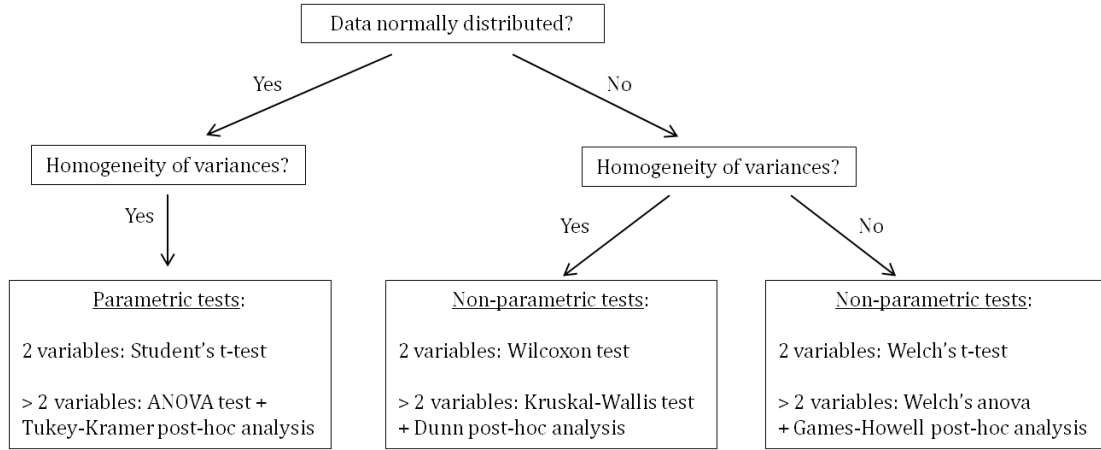 Data normally distributed?
Yes
No
Homogeneity of variances?
Homogeneity of variances?
Yes
Yes
No
Parametric tests:
2 variables: Student's t-test
> 2 variables: ANOVA test +
Tukey-Kramer post-hoc analysis
Non-parametric tests:
2 variables: Wilcoxon test
> 2 variables: Kruskal-Wallis test
+ Dunn post-hoc analysis
Non-parametric tests:
2 variables: Welch's t-test
> 2 variables: Welch's anova
+ Games-Howell post-hoc analysis